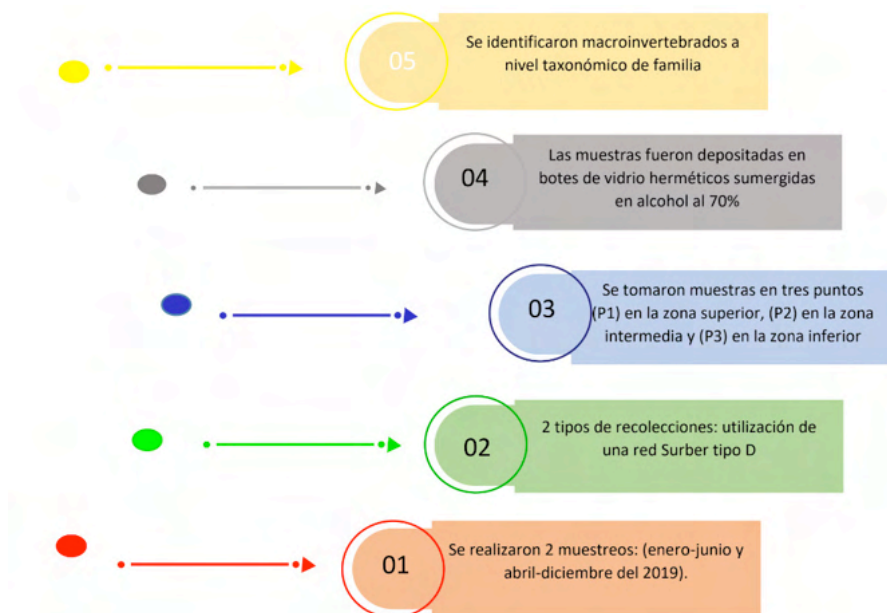 05
Se identificaron macroinvertebrados a
nivel taxonómico de familia
04
Las muestras fueron depositadas en
botes de vidrio herméticos sumergidas
en alcohol al 70%
03
Se tomaron muestras en tres puntos
(P1) en la zona superior, (P2) en la zona
intermedia y (P3) en la zona inferior
02
2 tipos de recolecciones: utilización de
una red Surber tipo D
01
Se realizaron 2 muestreos: (enero-junio y
abril-diciembre del 2019).